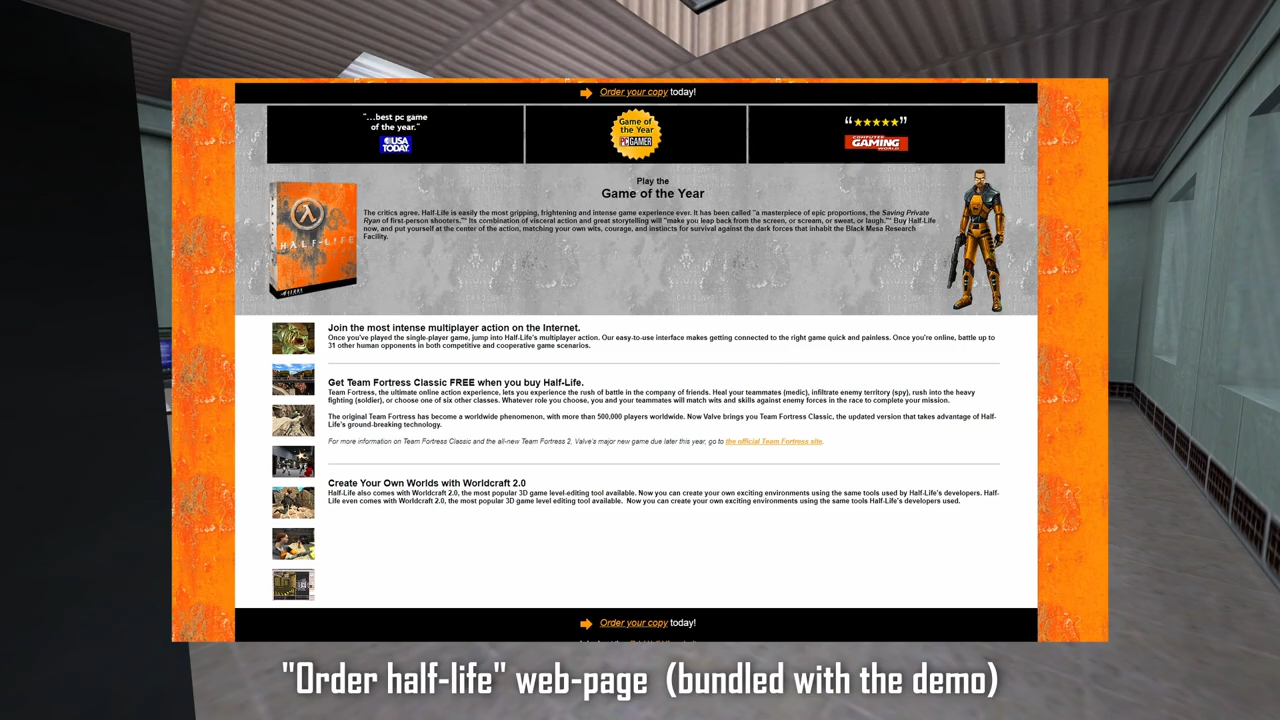 Order your copy today!
"...best pc game
of the year."
USA
TODAY
Game of
the Year
PC GAMER
“★★★★★”
COMPUTER
GAMING
WORLD
Play the
Game of the Year
The critics agree. Half-Life is easily the most gripping, frightening and intense game experience ever. It has been called "a masterpiece of epic proportions, the Saving Private
Ryan of first-person shooters."" Its combination of visceral action and great storytelling will "make you leap back from the screen, or scream, or sweat, or laugh."" Buy Half-Life
now, and put yourself at the center of the action, matching your own wits, courage, and instincts for survival against the dark forces that inhabit the Black Mesa Research
Facility.
HALF-LIFE
SIERRA
Join the most intense multiplayer action on the Internet.
Once you've played the single-player game, jump into Half-Life's multiplayer action. Our easy-to-use interface makes getting connected to the right game quick and painless. Once you're online, battle up to
31 other human opponents in both competitive and cooperative game scenarios.
Get Team Fortress Classic FREE when you buy Half-Life.
Team Fortress, the ultimate online action experience, lets you experience the rush of battle in the company of friends. Heal your teammates (medic), infiltrate enemy territory (spy), rush into the heavy
fighting (soldier), or choose one of six other classes. Whatever role you choose, you and your teammates will match wits and skills against enemy forces in the race to complete your mission.
The original Team Fortress has become a worldwide phenomenon, with more than 500,000 players worldwide. Now Valve brings you Team Fortress Classic, the updated version that takes advantage of Half-
Life's ground-breaking technology.
For more information on Team Fortress Classic and the all-new Team Fortress 2, Valve's major new game due later this year, go to the official Team Fortress site.
Create Your Own Worlds with Worldcraft 2.0
Half-Life also comes with Worldcraft 2.0, the most popular 3D game level-editing tool available. Now you can create your own exciting environments using the same tools used by Half-Life's developers. Half-
Life even comes with Worldcraft 2.0, the most popular 3D game level editing tool available. Now you can create your own exciting environments using the same tools Half-Life's developers used.
Order your copy today!
"Order half-life" web-page (bundled with the demo)